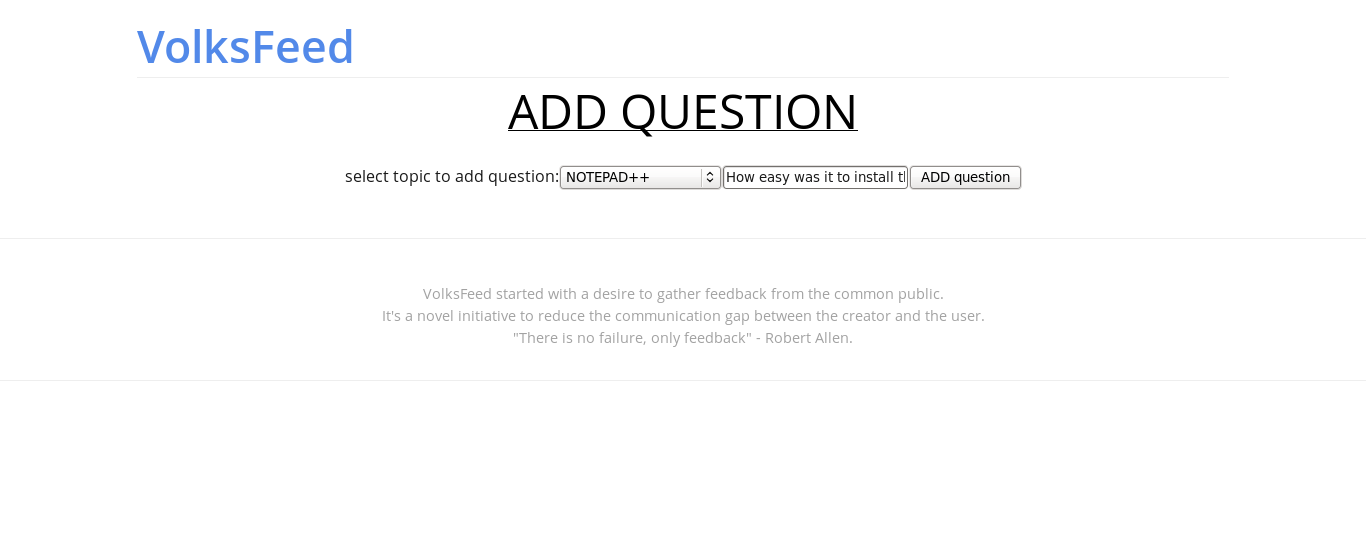 VolksFeed
ADD QUESTION
select topic to add question: NOTEPAD++ How easy was it to install ADD question
VolksFeed started with a desire to gather feedback from the common public.
It's a novel initiative to reduce the communication gap between the creator and the user.
"There is no failure, only feedback" - Robert Allen.